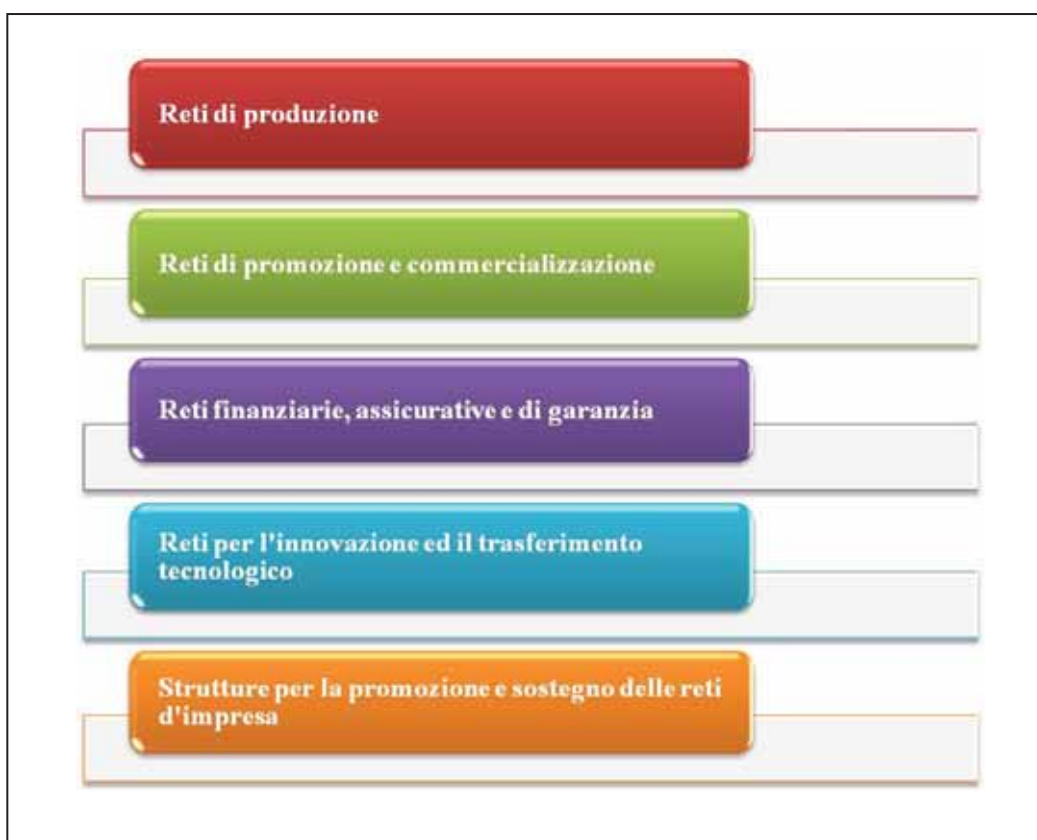 Reti di produzione
Reti di promozione e commercializzazione
Reti finanziarie, assicurative e di garanzia
Reti per l'innovazione ed il trasferimento
tecnologico
Strutture per la promozione e sostegno delle reti
d'impresa